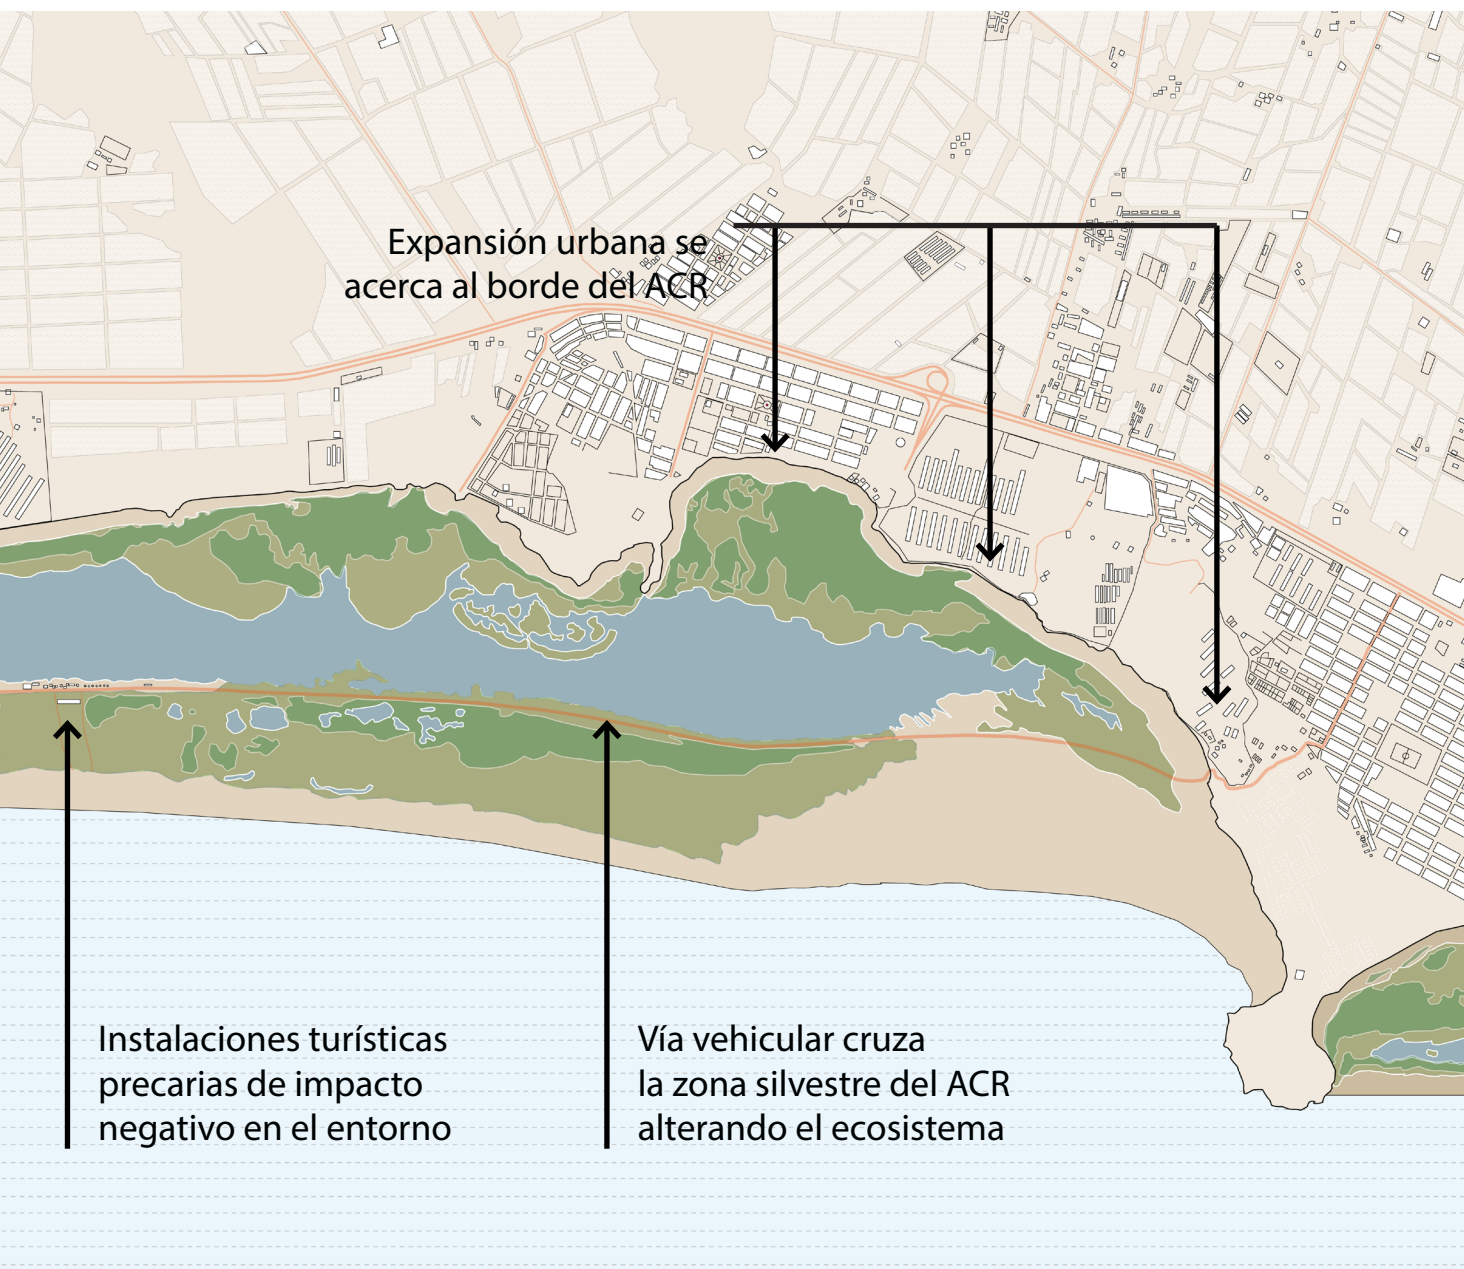 Expansión urbana se
acerca al borde del ACR
Instalaciones turísticas
precarias de impacto
negativo en el entorno
Vía vehicular cruza
la zona silvestre del ACR
alterando el ecosistema